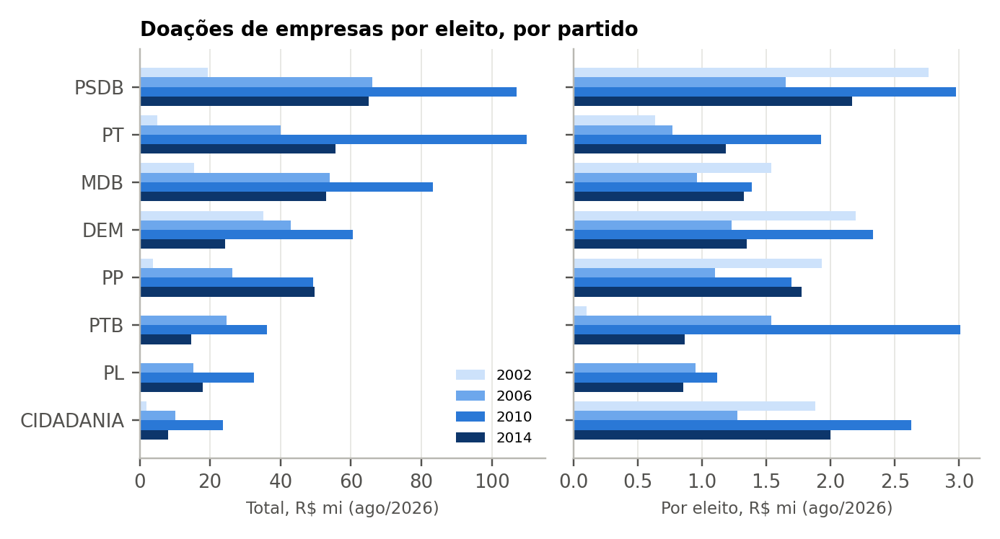 Doações de empresas por eleito, por partido
PSDB
PT
MDB
DEM
PP
PTB
PL
CIDADANIA
2002
2006
2010
2014
0 20 40 60 80 100
0.0 0.5 1.0 1.5 2.0 2.5 3.0
Total, R$ mi (ago/2026)
Por eleito, R$ mi (ago/2026)